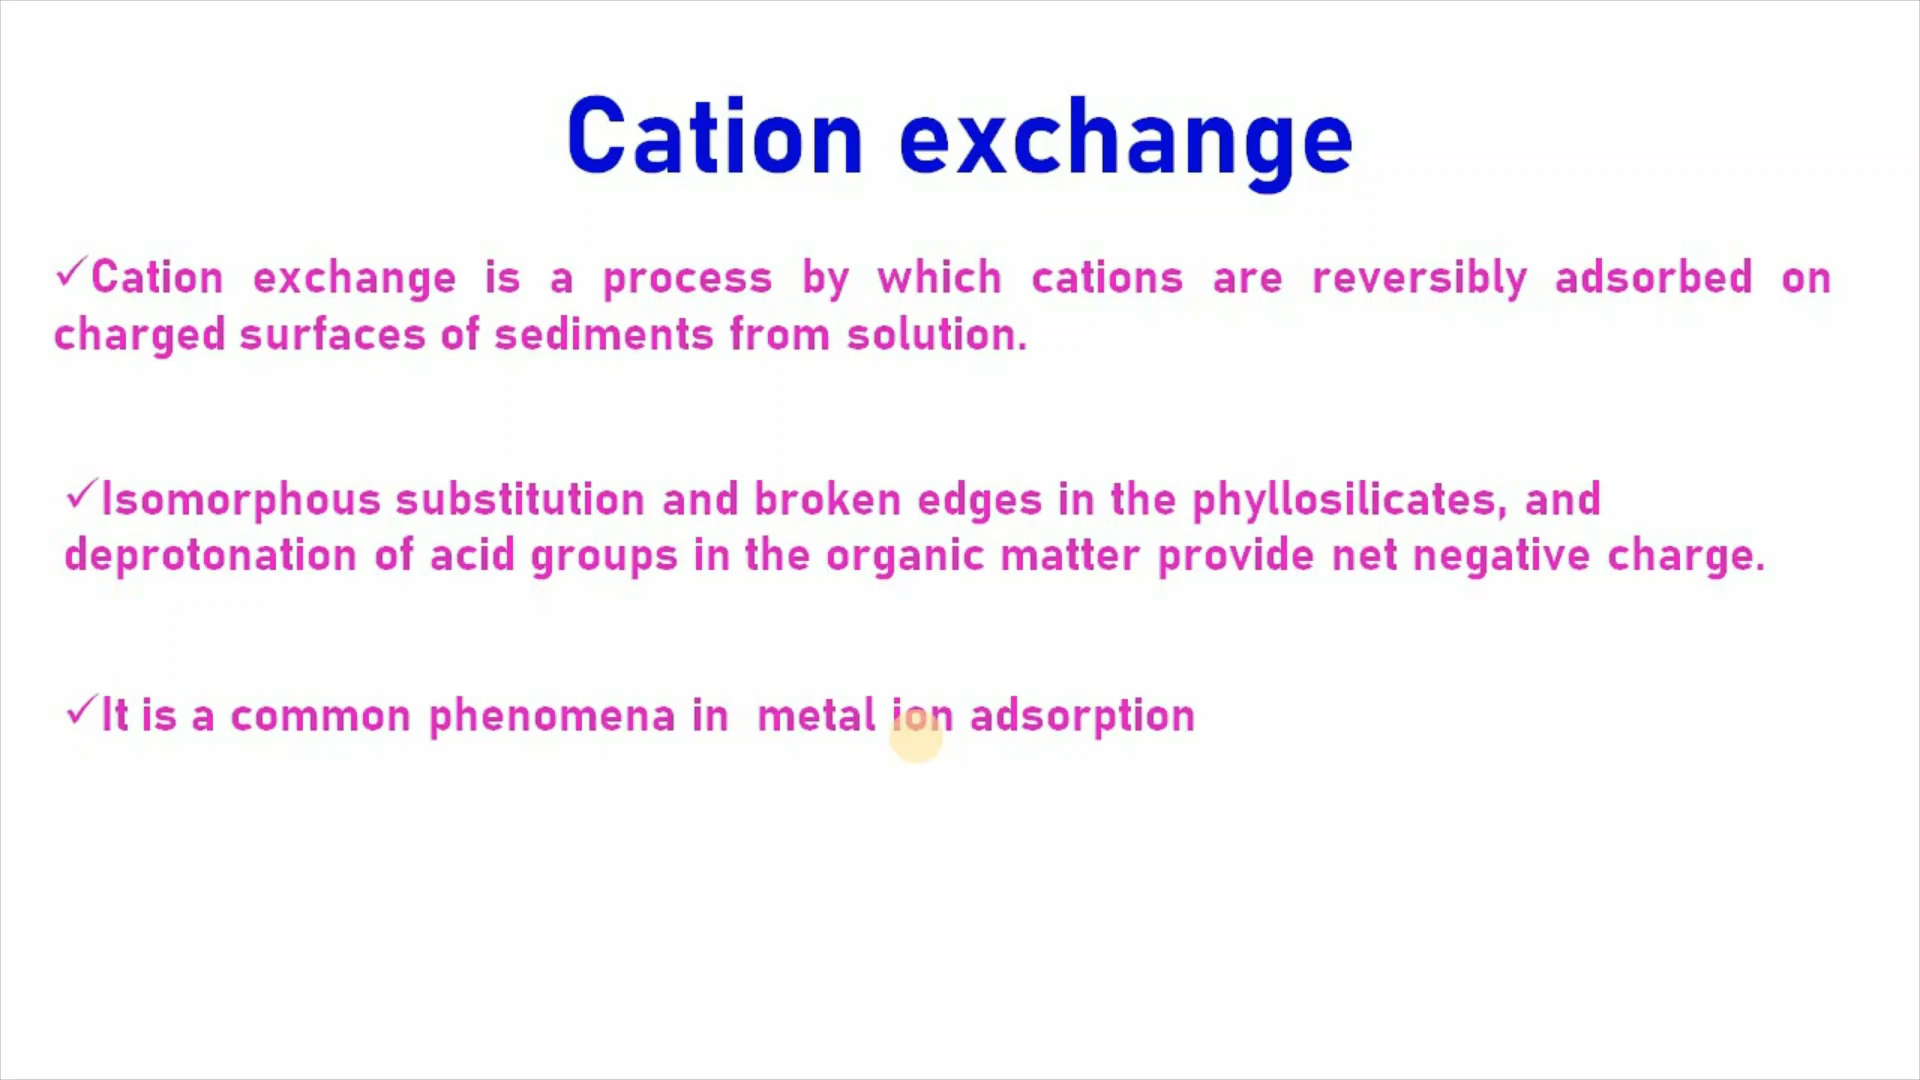 Cation exchange
✓Cation exchange is a process by which cations are reversibly adsorbed on
charged surfaces of sediments from solution.
✓Isomorphous substitution and broken edges in the phyllosilicates, and
deprotonation of acid groups in the organic matter provide net negative charge.
✓It is a common phenomena in metal ion adsorption